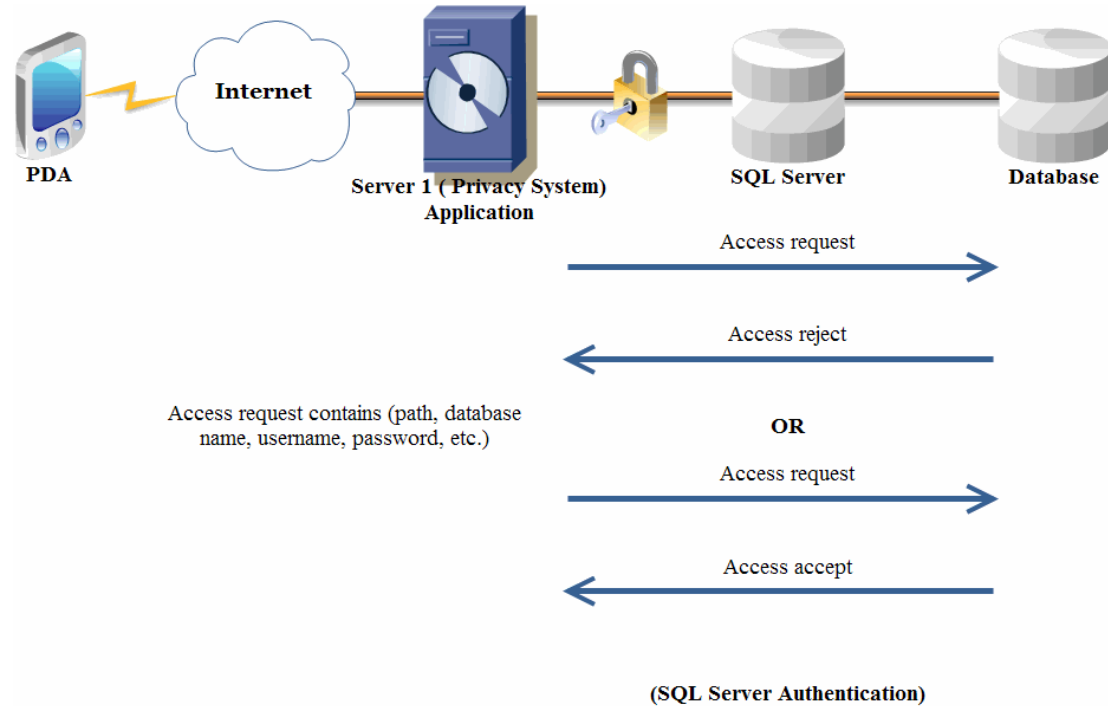 Internet
PDA
Server 1 ( Privacy System)
Application
SQL Server
Database
Access request
Access reject
Access request contains (path, database
name, username, password, etc.)
OR
Access request
Access accept
(SQL Server Authentication)